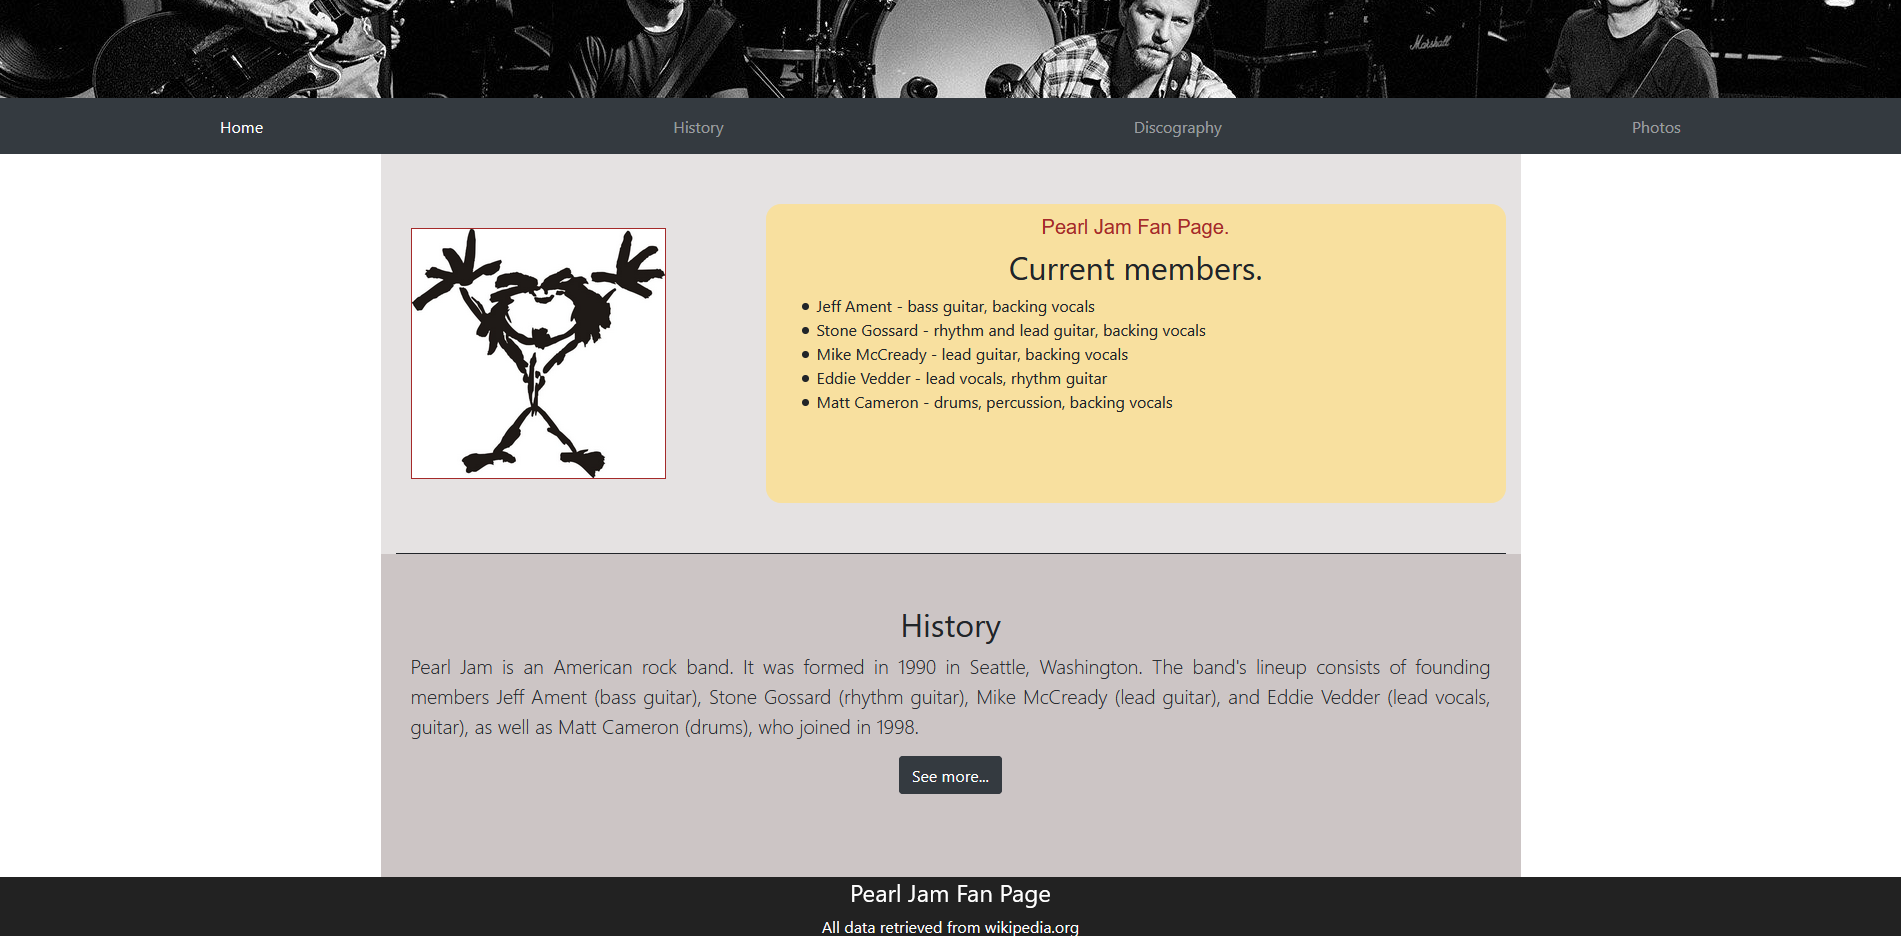 Marshall
Home History Discography Photos
Pearl Jam Fan Page.
Current members.
Jeff Ament - bass guitar, backing vocals
Stone Gossard - rhythm and lead guitar, backing vocals
Mike McCready - lead guitar, backing vocals
Eddie Vedder - lead vocals, rhythm guitar
Matt Cameron - drums, percussion, backing vocals
History
Pearl Jam is an American rock band. It was formed in 1990 in Seattle, Washington. The band's lineup consists of founding
members Jeff Ament (bass guitar), Stone Gossard (rhythm guitar), Mike McCready (lead guitar), and Eddie Vedder (lead vocals,
guitar), as well as Matt Cameron (drums), who joined in 1998.
See more...
Pearl Jam Fan Page
All data retrieved from wikipedia.org